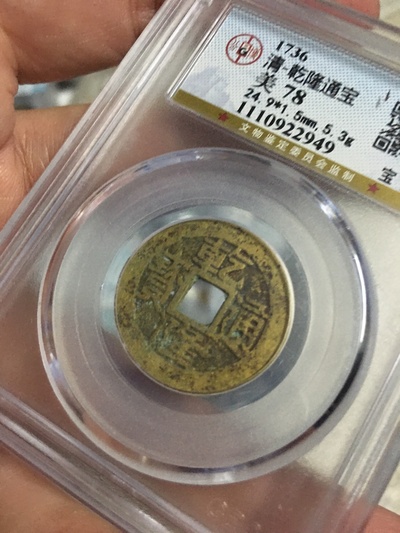 1736
清 乾隆通宝
美 78
24.9*1.5mm,5.3g
1110922949
★ 文物鉴定委员会监制 ★
宝
乾隆通寶